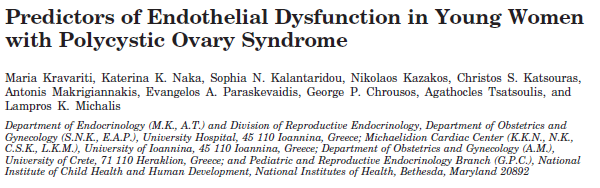 Predictors of Endothelial Dysfunction in Young Women
with Polycystic Ovary Syndrome
Maria Kravariti, Katerina K. Naka, Sophia N. Kalantaridou, Nikolaos Kazakos, Christos S. Katsouras,
Antonis Makrigiannakis, Evangelos A. Paraskevaidis, George P. Chrousos, Agathocles Tsatsoulis, and
Lampros K. Michalis
Department of Endocrinology (M.K., A.T.) and Division of Reproductive Endocrinology, Department of Obstetrics and
Gynecology (S.N.K., E.A.P.), University Hospital, 45 110 Ioannina, Greece; Michaelidion Cardiac Center (K.K.N., N.K.,
C.S.K., L.K.M.), University of Ioannina, 45 110 Ioannina, Greece; Department of Obstetrics and Gynecology (A.M.),
University of Crete, 71 110 Heraklion, Greece; and Pediatric and Reproductive Endocrinology Branch (G.P.C.), National
Institute of Child Health and Human Development, National Institutes of Health, Bethesda, Maryland 20892